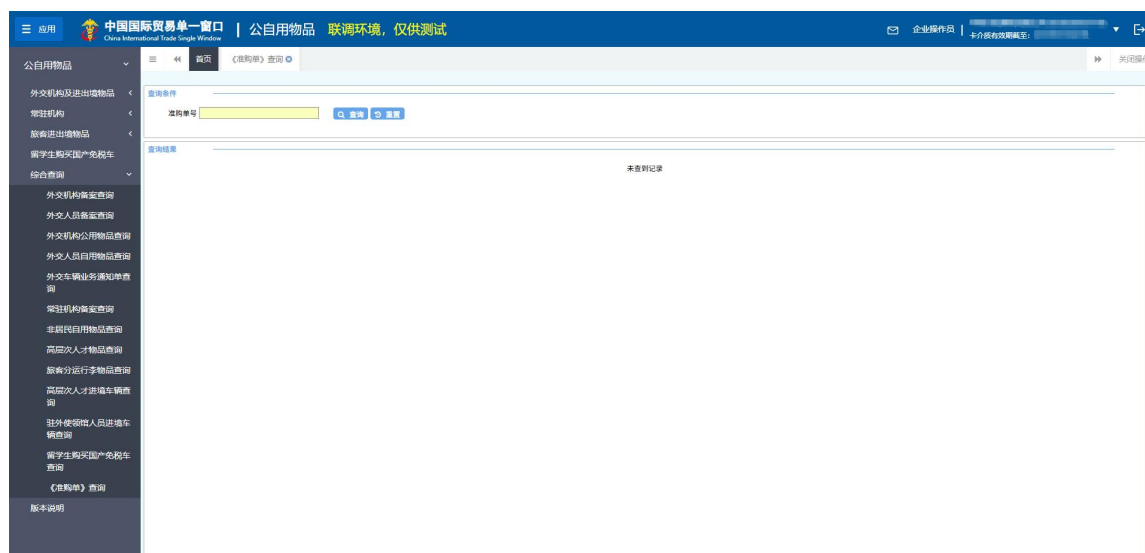 应用
中国国际贸易单一窗口
China International Trade Single Window
公自用物品
联调环境，仅供测试
企业操作员
卡介质有效期截至：
公自用物品
首页
《准购单》查询
关闭操
外交机构及进出境物品
常驻机构
旅客进出境物品
留学生购买国产免税车
综合查询
外交机构备案查询
外交人员备案查询
外交机构公用物品查询
外交人员自用物品查询
外交车辆业务通知单查
询
常驻机构备案查询
非居民自用物品查询
高层次人才物品查询
旅客分运行李物品查询
高层次人才进境车辆查
询
驻外使领馆人员进境车
辆查询
留学生购买国产免税车
查询
《准购单》查询
版本说明
查询条件
准购单号
查询
重置
查询结果
未查到记录